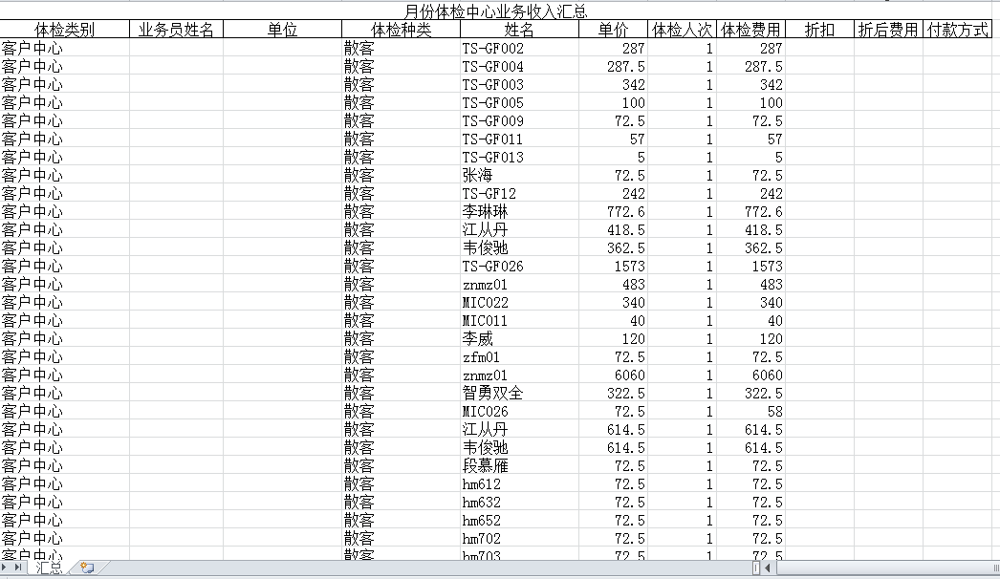 月份体检中心业务收入汇总
体检类别 业务员姓名 单位 体检种类 姓名 单价 体检人次 体检费用 折扣 折后费用 付款方式
客户中心 散客 TS-GF002 287 1 287
客户中心 散客 TS-GF004 287.5 1 287.5
客户中心 散客 TS-GF003 342 1 342
客户中心 散客 TS-GF005 100 1 100
客户中心 散客 TS-GF009 72.5 1 72.5
客户中心 散客 TS-GF011 57 1 57
客户中心 散客 TS-GF013 5 1 5
客户中心 散客 张海 72.5 1 72.5
客户中心 散客 TS-GF12 242 1 242
客户中心 散客 李琳琳 772.6 1 772.6
客户中心 散客 江从丹 418.5 1 418.5
客户中心 散客 韦俊驰 362.5 1 362.5
客户中心 散客 TS-GF026 1573 1 1573
客户中心 散客 znmz01 483 1 483
客户中心 散客 MIC022 340 1 340
客户中心 散客 MIC011 40 1 40
客户中心 散客 李威 120 1 120
客户中心 散客 zfm01 72.5 1 72.5
客户中心 散客 znmz01 6060 1 6060
客户中心 散客 智勇双全 322.5 1 322.5
客户中心 散客 MIC026 72.5 1 58
客户中心 散客 江从丹 614.5 1 614.5
客户中心 散客 韦俊驰 614.5 1 614.5
客户中心 散客 段慕雁 72.5 1 72.5
客户中心 散客 hm612 72.5 1 72.5
客户中心 散客 hm632 72.5 1 72.5
客户中心 散客 hm652 72.5 1 72.5
客户中心 散客 hm702 72.5 1 72.5
客户中心 散客 hm703 72.5 1 72.5
汇总